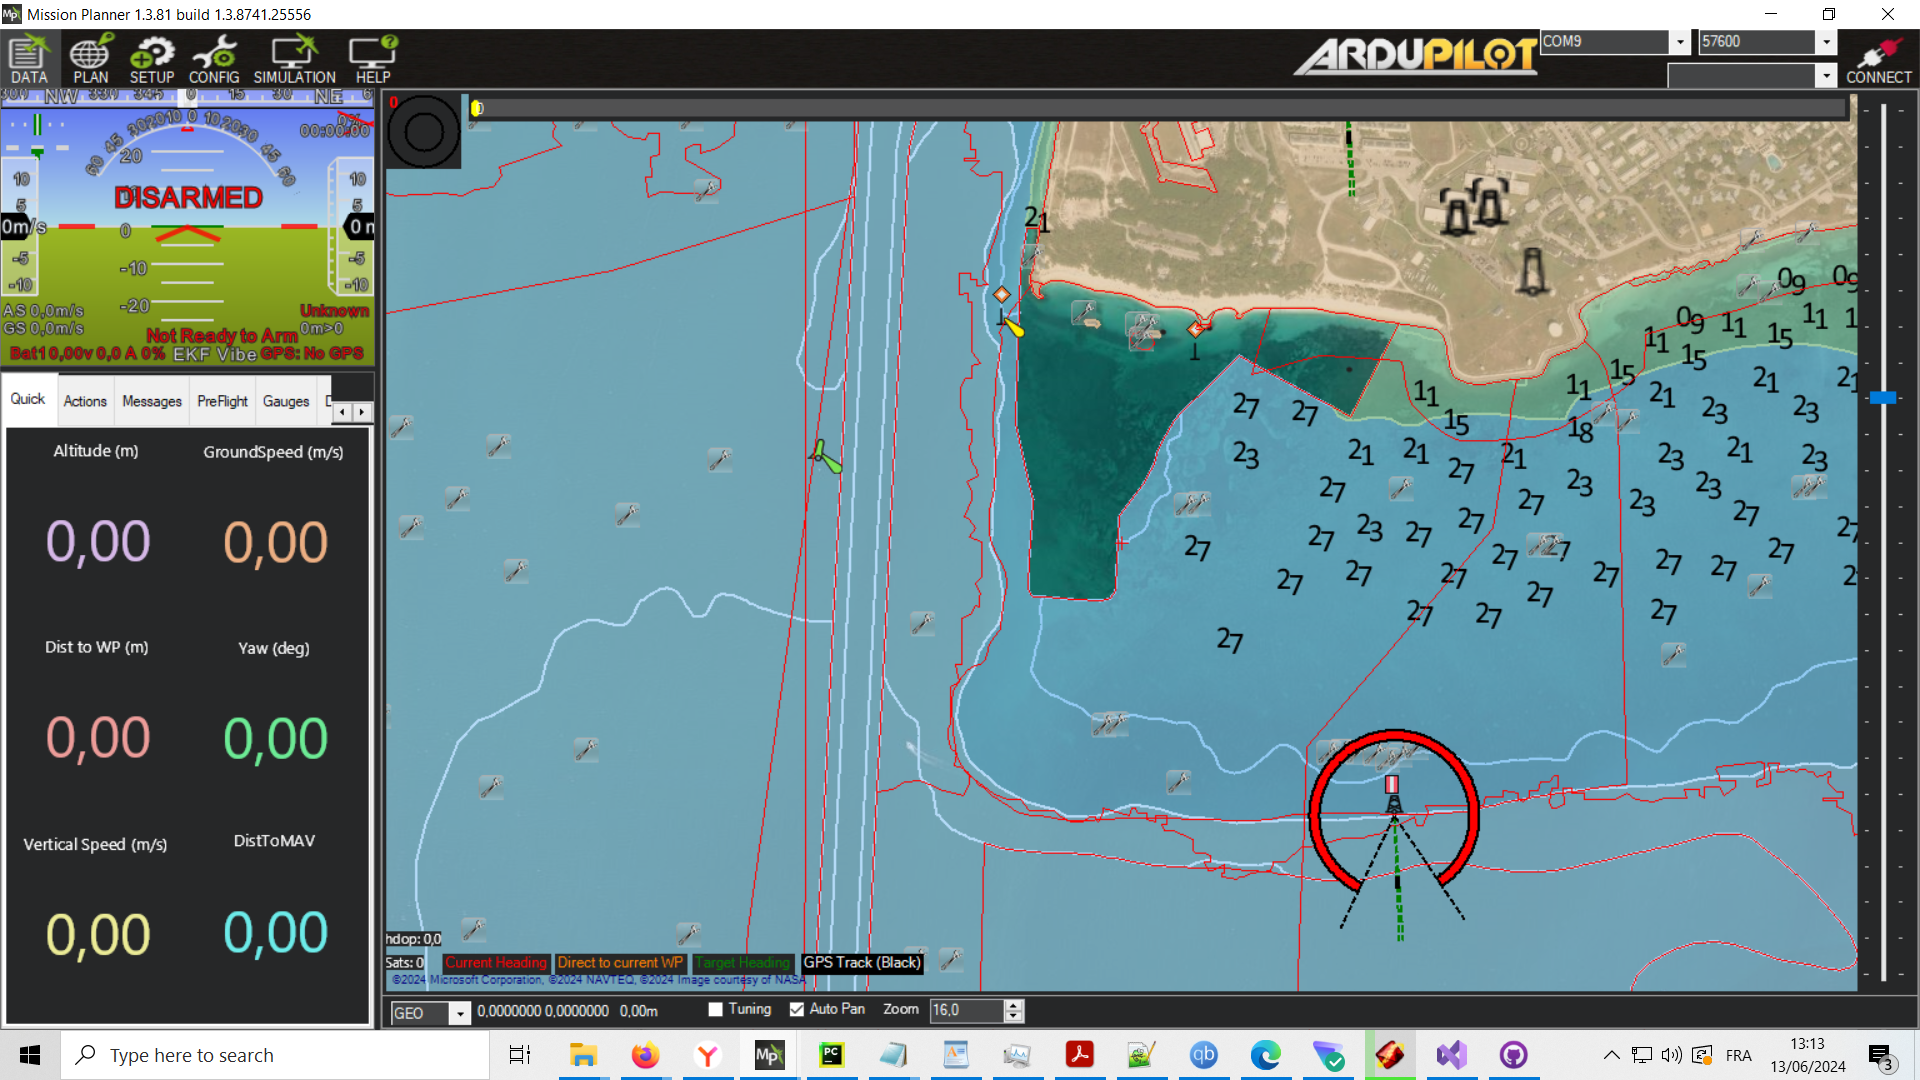 Mission Planner 1.3.81 build 1.3.8741.25556
DATA PLAN SETUP CONFIG SIMULATION HELP
ARDUPILOT
COM9 57600
CONNECT
NW 330 345 0 15 30 NE
0%
00:00:00
DISARMED
0m/s
0 m
AS 0,0m/s
GS 0,0m/s
Unknown
0m>0
Not Ready to Arm
Bat1 0,00v 0,0 A 0% EKF Vibe GPS: No GPS
Quick Actions Messages PreFlight Gauges
Altitude (m) GroundSpeed (m/s)
0,00 0,00
Dist to WP (m) Yaw (deg)
0,00 0,00
Vertical Speed (m/s) DistToMAV
0,00 0,00
hdop: 0,0
Sats: 0 Current Heading Direct to current WP Target Heading GPS Track (Black)
©2024 Microsoft Corporation, ©2024 NAVTEQ, ©2024 Image courtesy of NASA
GEO 0,0000000 0,0000000 0,00m Tuning Auto Pan Zoom 16,0
Type here to search
FRA
13:13
13/06/2024
3